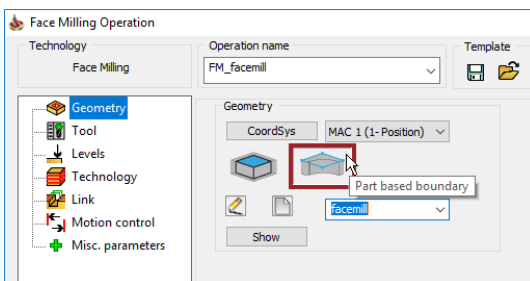 Face Milling Operation
Technology
Face Milling
Operation name
FM_facemill
Template
Geometry
Tool
Levels
Technology
Link
Motion control
Misc. parameters
Geometry
CoordSys
MAC 1 (1- Position)
Part based boundary
facemill
Show